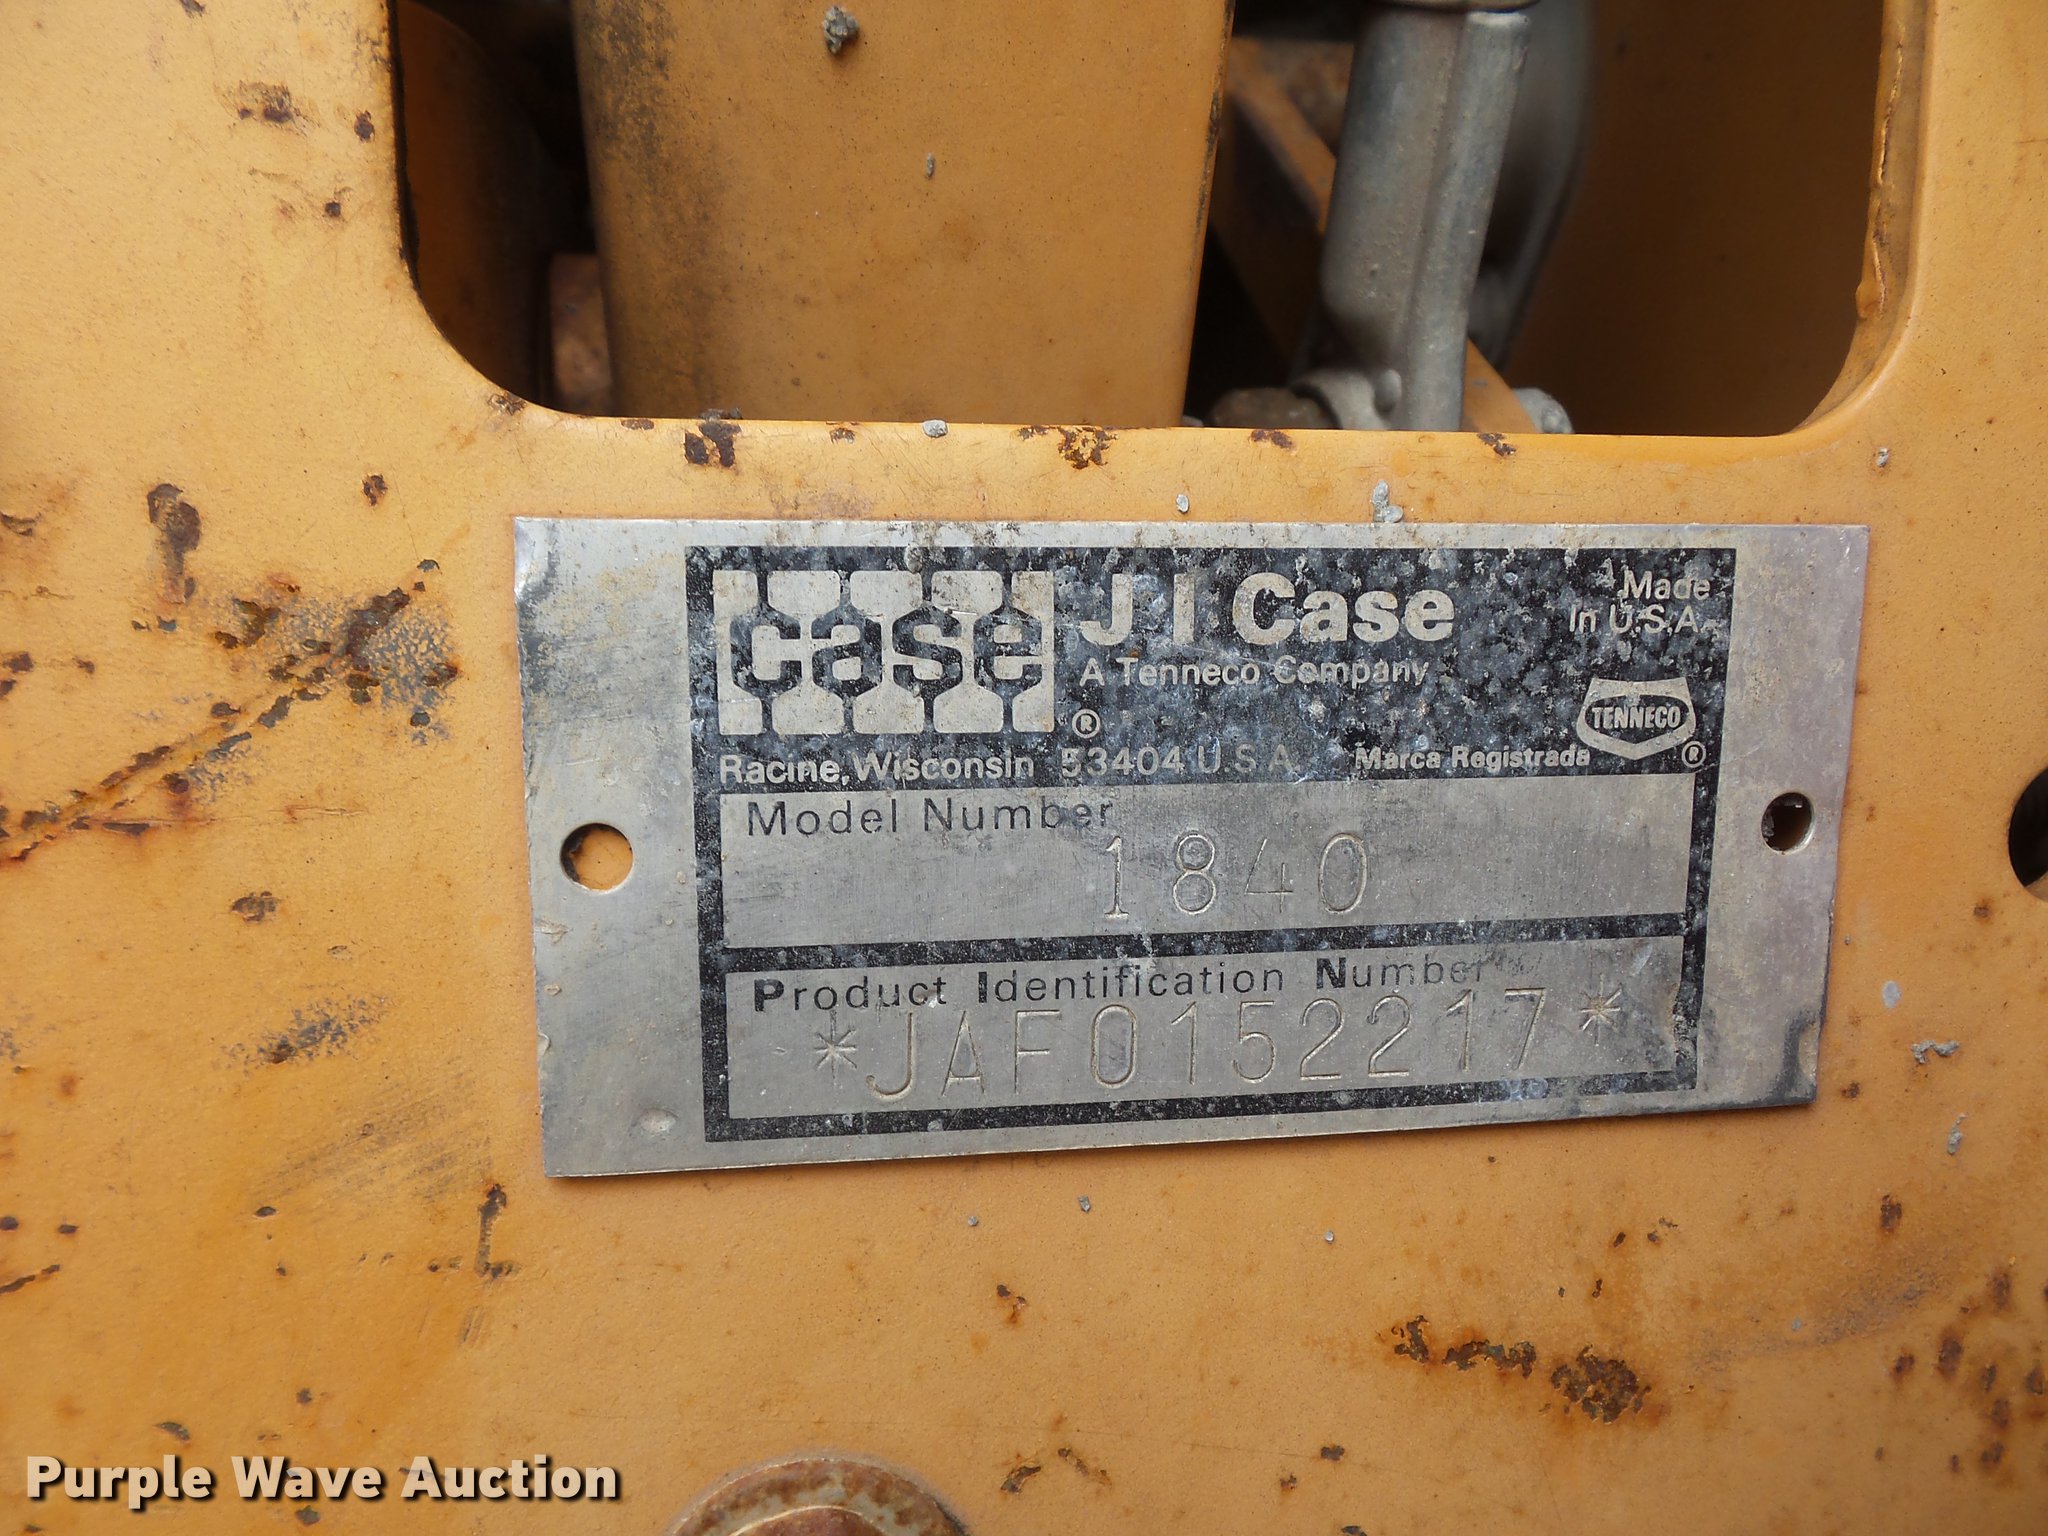 case
J I Case
Made
In U.S.A.
A Tenneco Company
®
TENNECO
®
Racine, Wisconsin 53404 U S A
Marca Registrada
Model Number
1840
Product Identification Number
*JAF0152217*
Purple Wave Auction